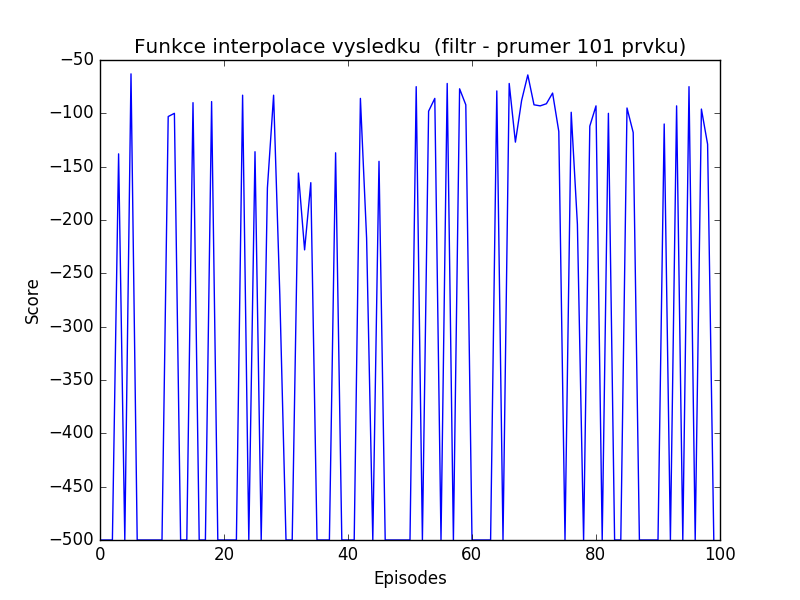 Funkce interpolace vysledku  (filtr - prumer 101 prvku)
−50
−100
−150
−200
−250
−300
−350
−400
−450
−500
Score
0 20 40 60 80 100
Episodes